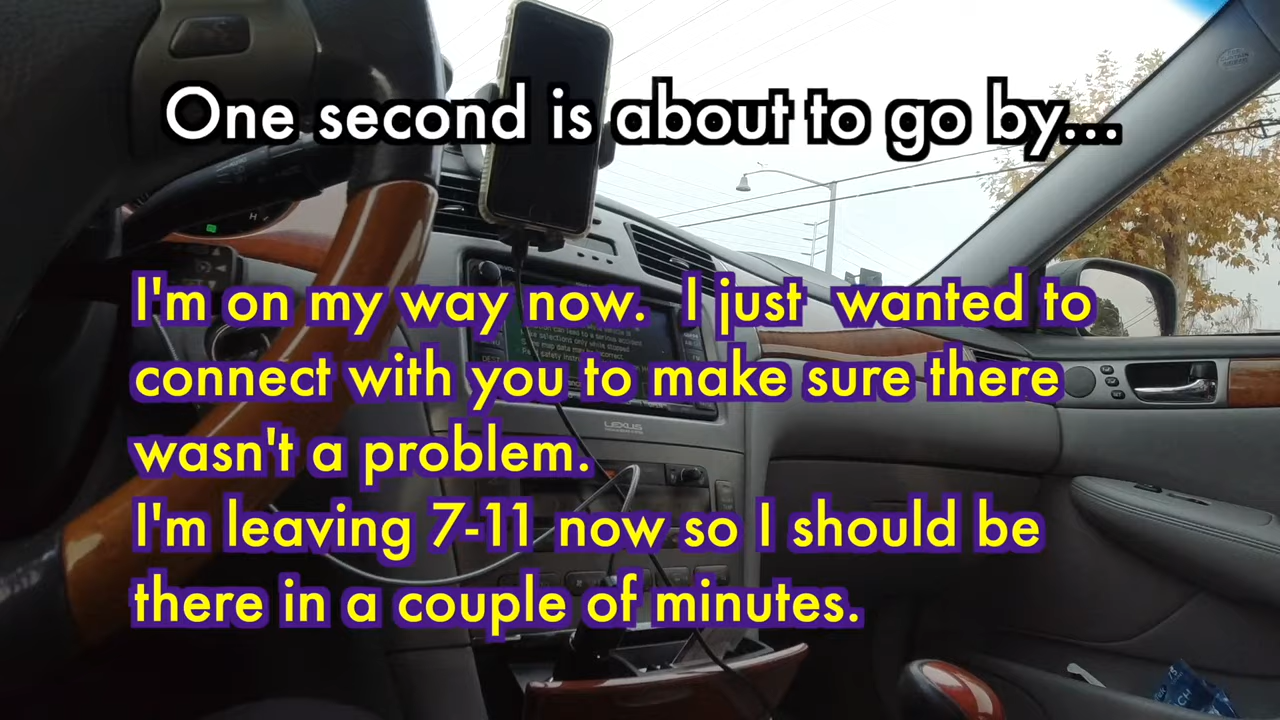 One second is about to go by...
I'm on my way now. I just wanted to
connect with you to make sure there
wasn't a problem.
I'm leaving 7-11 now so I should be
there in a couple of minutes.
LEXUS